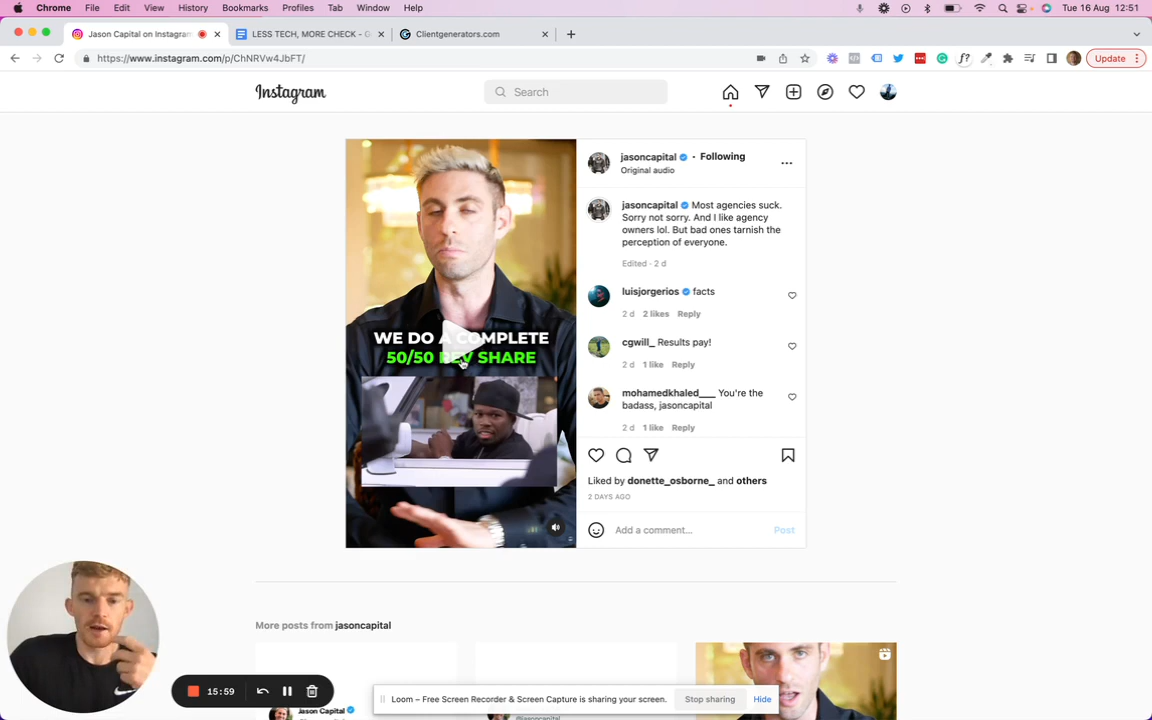 Chrome File Edit View History Bookmarks Profiles Tab Window Help Tue 16 Aug 12:51
Jason Capital on Instagram LESS TECH, MORE CHECK - G Clientgenerators.com
https://www.instagram.com/p/ChNRVw4JbFT/ Update
Instagram Search
jasoncapital • Following
Original audio
jasoncapital Most agencies suck.
Sorry not sorry. And I like agency
owners lol. But bad ones tarnish the
perception of everyone.
Edited · 2 d
luisjorgerios facts
2 d 2 likes Reply
cgwill_ Results pay!
2 d 1 like Reply
mohamedkhaled___ You're the
badass, jasoncapital
2 d 1 like Reply
WE DO A COMPLETE
50/50 REV SHARE
Liked by donette_osborne_ and others
2 DAYS AGO
Add a comment... Post
More posts from jasoncapital
15:59
Loom – Free Screen Recorder & Screen Capture is sharing your screen. Stop sharing Hide
Jason Capital
@jasoncapital